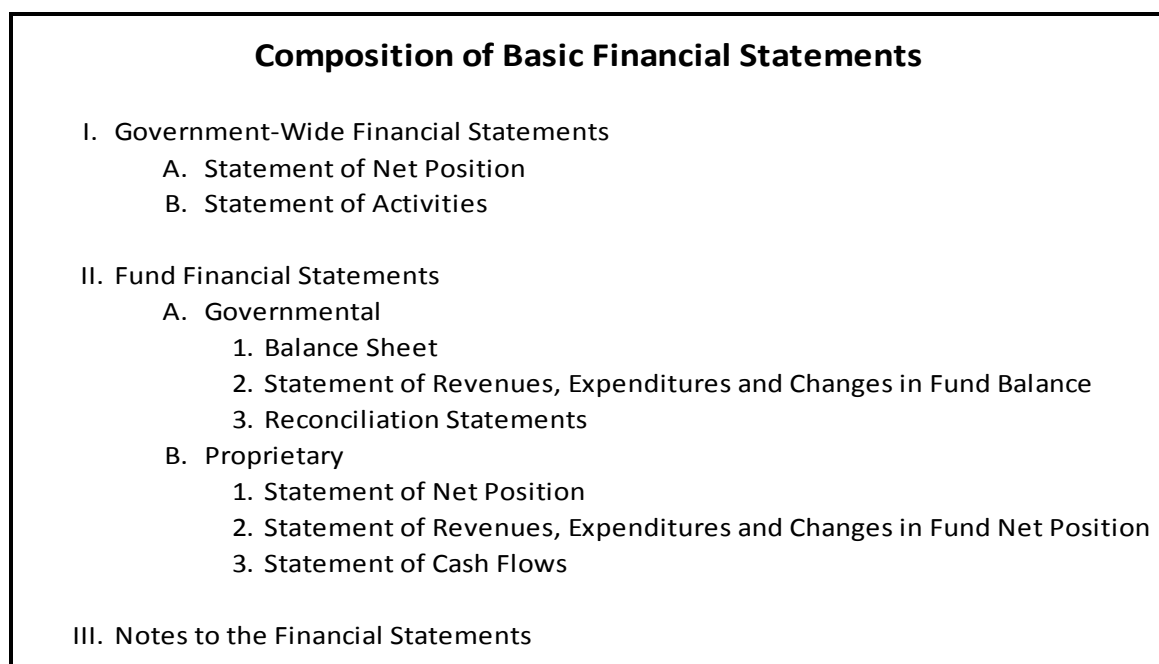 Composition of Basic Financial Statements
I. Government-Wide Financial Statements
A. Statement of Net Position
B. Statement of Activities
II. Fund Financial Statements
A. Governmental
1. Balance Sheet
2. Statement of Revenues, Expenditures and Changes in Fund Balance
3. Reconciliation Statements
B. Proprietary
1. Statement of Net Position
2. Statement of Revenues, Expenditures and Changes in Fund Net Position
3. Statement of Cash Flows
III. Notes to the Financial Statements